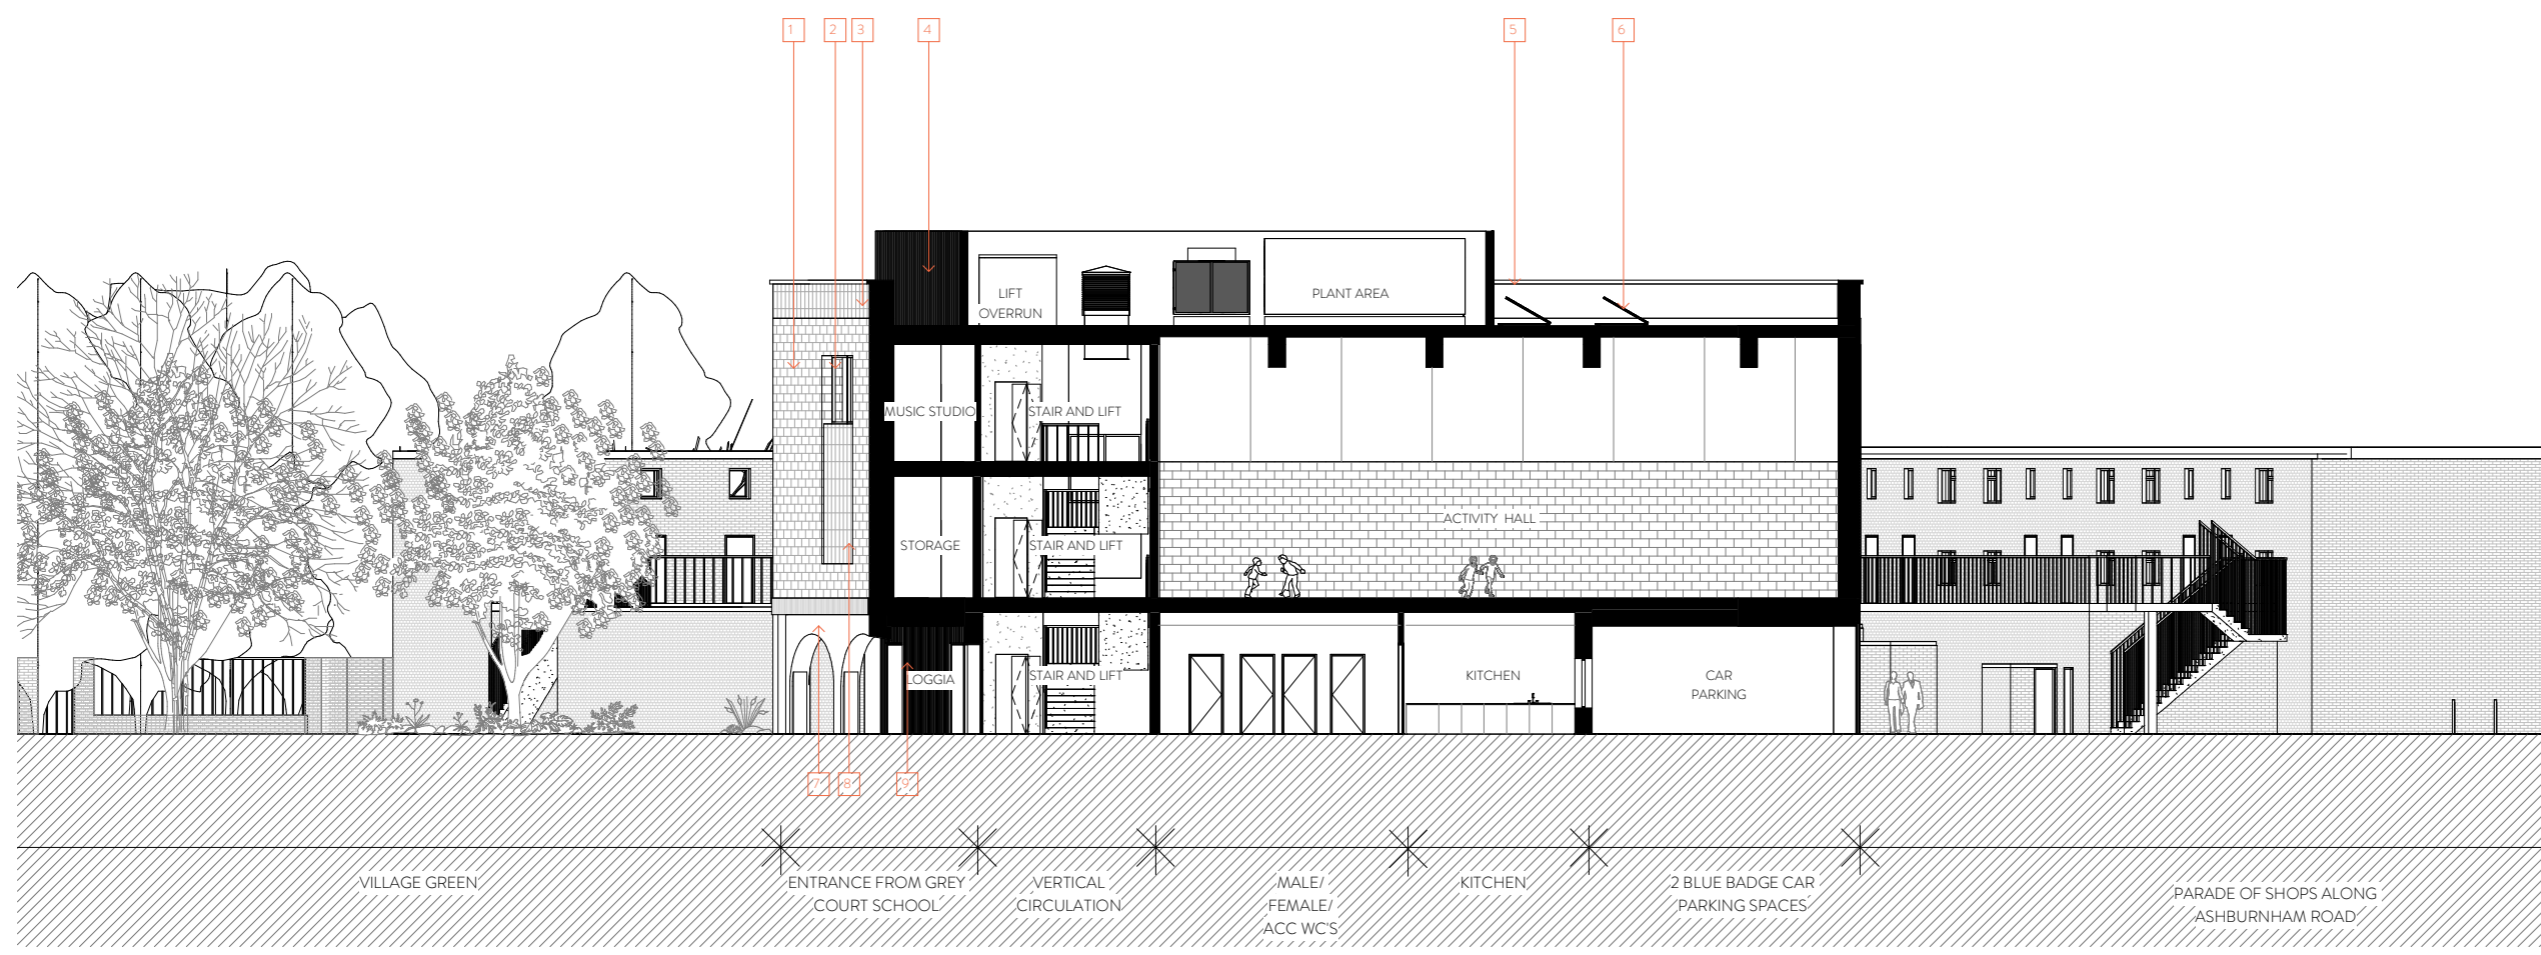 1
2
3
4
5
6
LIFT
OVERRUN
PLANT AREA
MUSIC STUDIO
STAIR AND LIFT
ACTIVITY HALL
STORAGE
STAIR AND LIFT
LOGGIA
STAIR AND LIFT
KITCHEN
CAR
PARKING
7
8
9
VILLAGE GREEN
ENTRANCE FROM GREY
COURT SCHOOL
VERTICAL
CIRCULATION
MALE/
FEMALE/
ACC WC'S
KITCHEN
2 BLUE BADGE CAR
PARKING SPACES
PARADE OF SHOPS ALONG
ASHBURNHAM ROAD